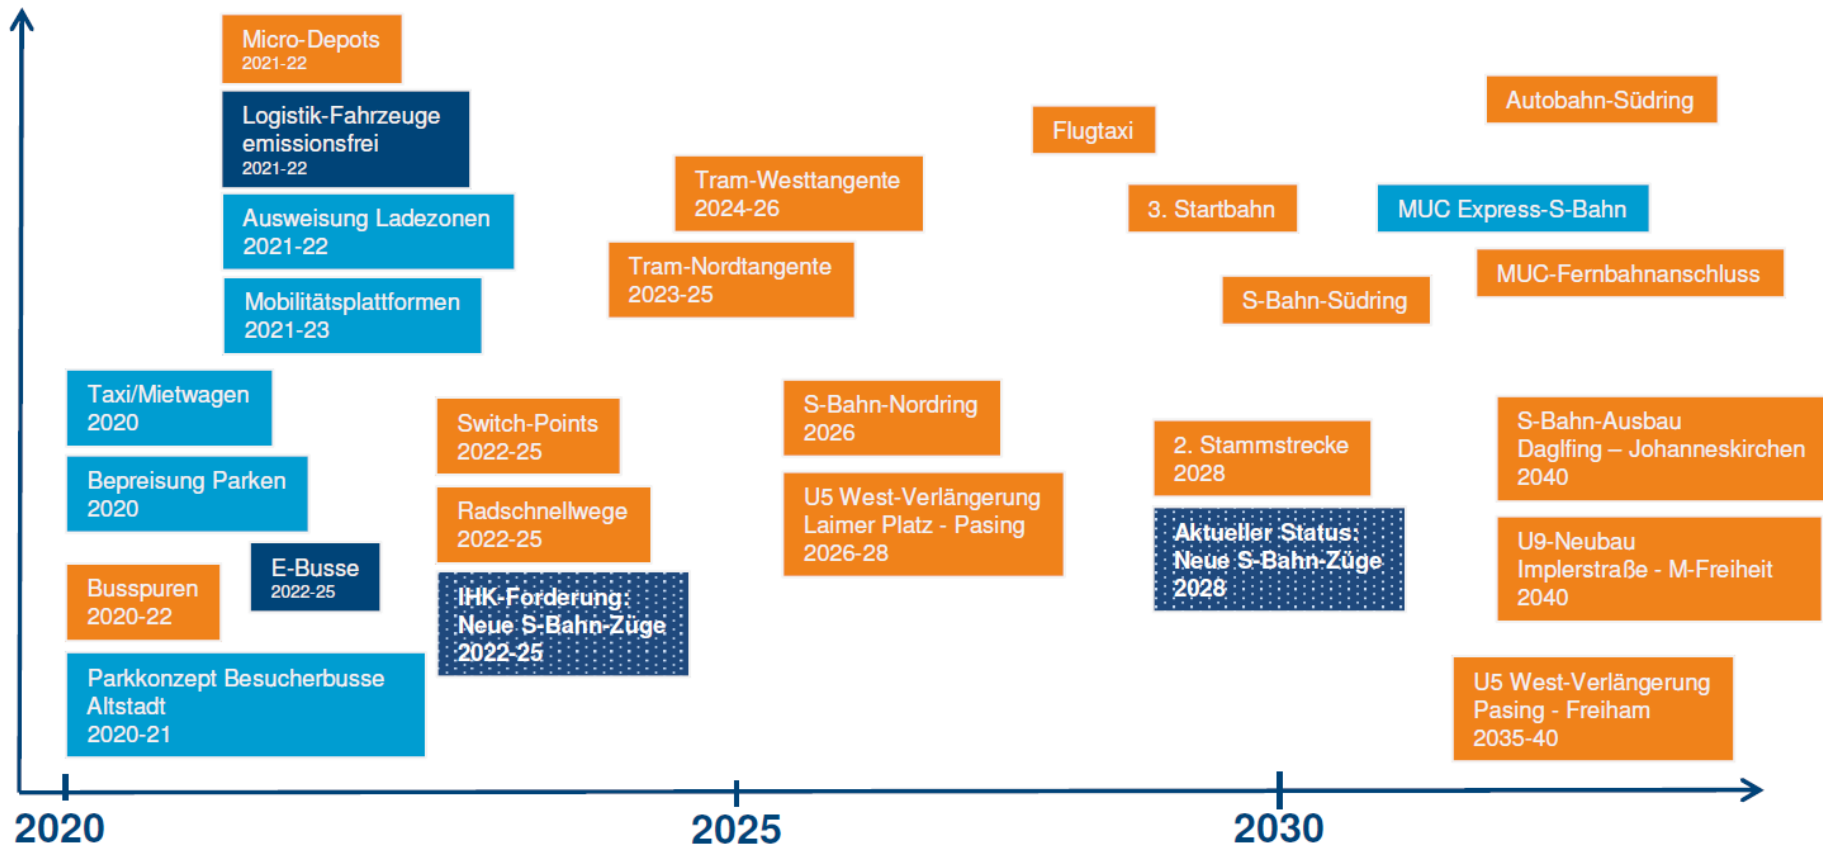 Micro-Depots
2021-22
Logistik-Fahrzeuge
emissionsfrei
2021-22
Ausweisung Ladezonen
2021-22
Mobilitätsplattformen
2021-23
Taxi/Mietwagen
2020
Bepreisung Parken
2020
Busspuren
2020-22
E-Busse
2022-25
Parkkonzept Besucherbusse
Altstadt
2020-21
Tram-Westtangente
2024-26
Tram-Nordtangente
2023-25
Switch-Points
2022-25
Radschnellwege
2022-25
IHK-Forderung:
Neue S-Bahn-Züge
2022-25
Flugtaxi
3. Startbahn
S-Bahn-Südring
S-Bahn-Nordring
2026
U5 West-Verlängerung
Laimer Platz - Pasing
2026-28
2. Stammstrecke
2028
Aktueller Status:
Neue S-Bahn-Züge
2028
Autobahn-Südring
MUC Express-S-Bahn
MUC-Fernbahnanschluss
S-Bahn-Ausbau
Daglfing – Johanneskirchen
2040
U9-Neubau
Implerstraße - M-Freiheit
2040
U5 West-Verlängerung
Pasing - Freiham
2035-40
2020
2025
2030